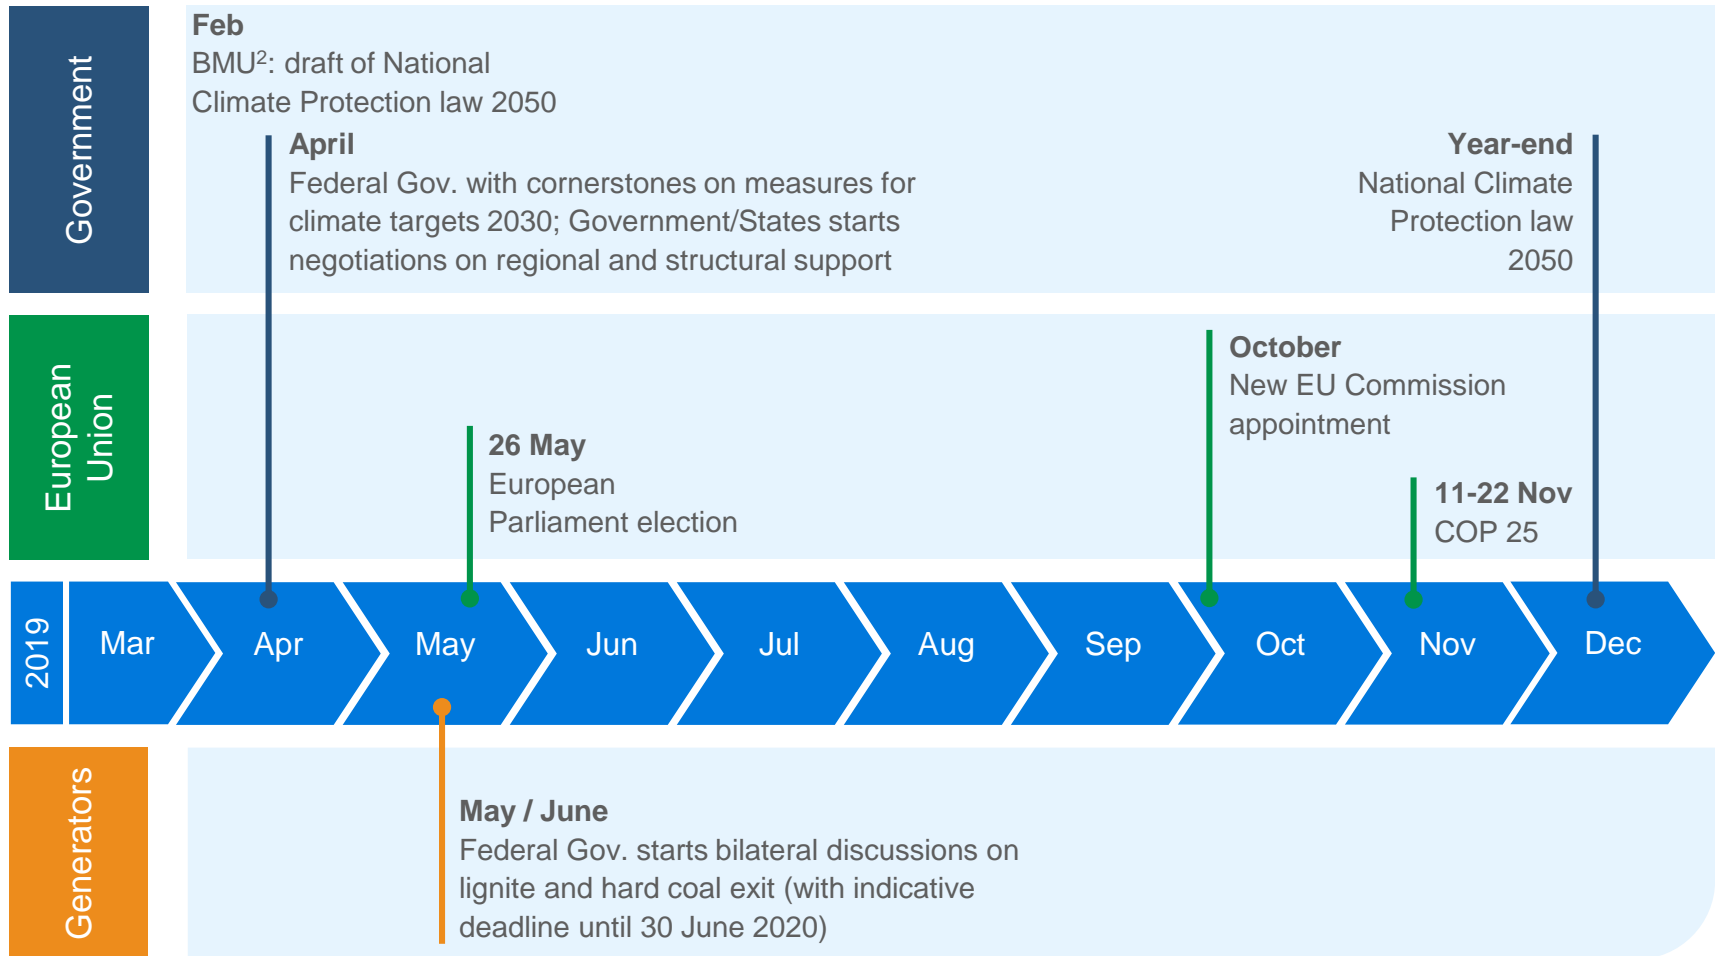 Government
Feb
BMU²: draft of National
Climate Protection law 2050
April
Federal Gov. with cornerstones on measures for
climate targets 2030; Government/States starts
negotiations on regional and structural support
Year-end
National Climate
Protection law
2050
European
Union
26 May
European
Parliament election
October
New EU Commission
appointment
11-22 Nov
COP 25
2019
Mar
Apr
May
Jun
Jul
Aug
Sep
Oct
Nov
Dec
Generators
May / June
Federal Gov. starts bilateral discussions on
lignite and hard coal exit (with indicative
deadline until 30 June 2020)